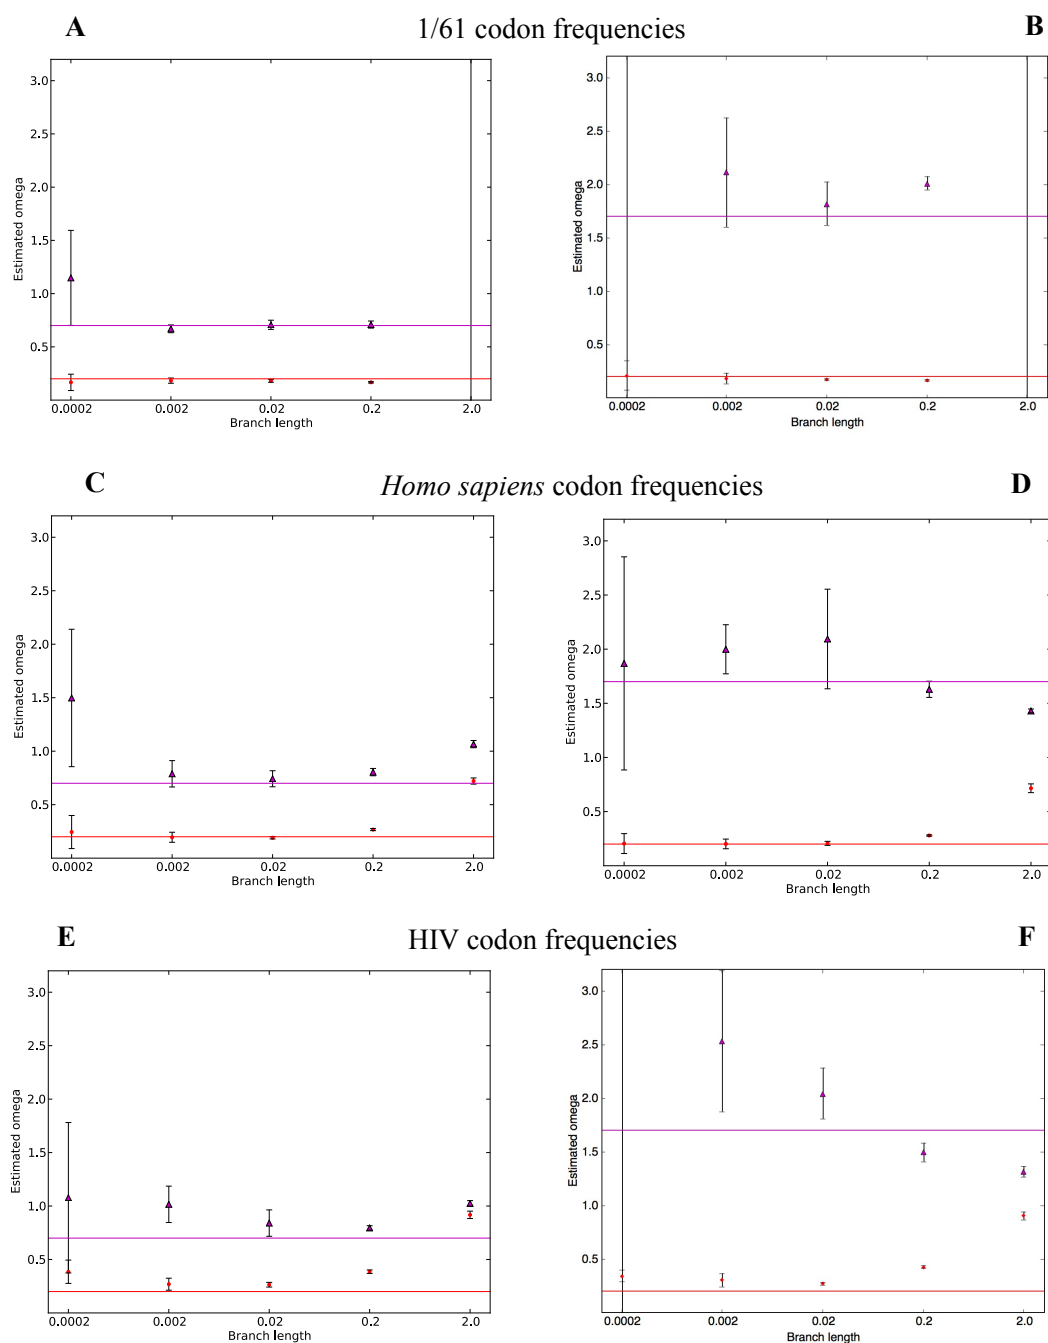 A 1/61 codon frequencies B
3.0
2.5
2.0
1.5
1.0
0.5
Estimated omega
0.0002 0.002 0.02 0.2 2.0
Branch length
3.0
2.5
2.0
1.5
1.0
0.5
Estimated omega
0.0002 0.002 0.02 0.2 2.0
Branch length
C Homo sapiens codon frequencies D
3.0
2.5
2.0
1.5
1.0
0.5
Estimated omega
0.0002 0.002 0.02 0.2 2.0
Branch length
3.0
2.5
2.0
1.5
1.0
0.5
Estimated omega
0.0002 0.002 0.02 0.2 2.0
Branch length
E HIV codon frequencies F
3.0
2.5
2.0
1.5
1.0
0.5
Estimated omega
0.0002 0.002 0.02 0.2 2.0
Branch length
3.0
2.5
2.0
1.5
1.0
0.5
Estimated omega
0.0002 0.002 0.02 0.2 2.0
Branch length